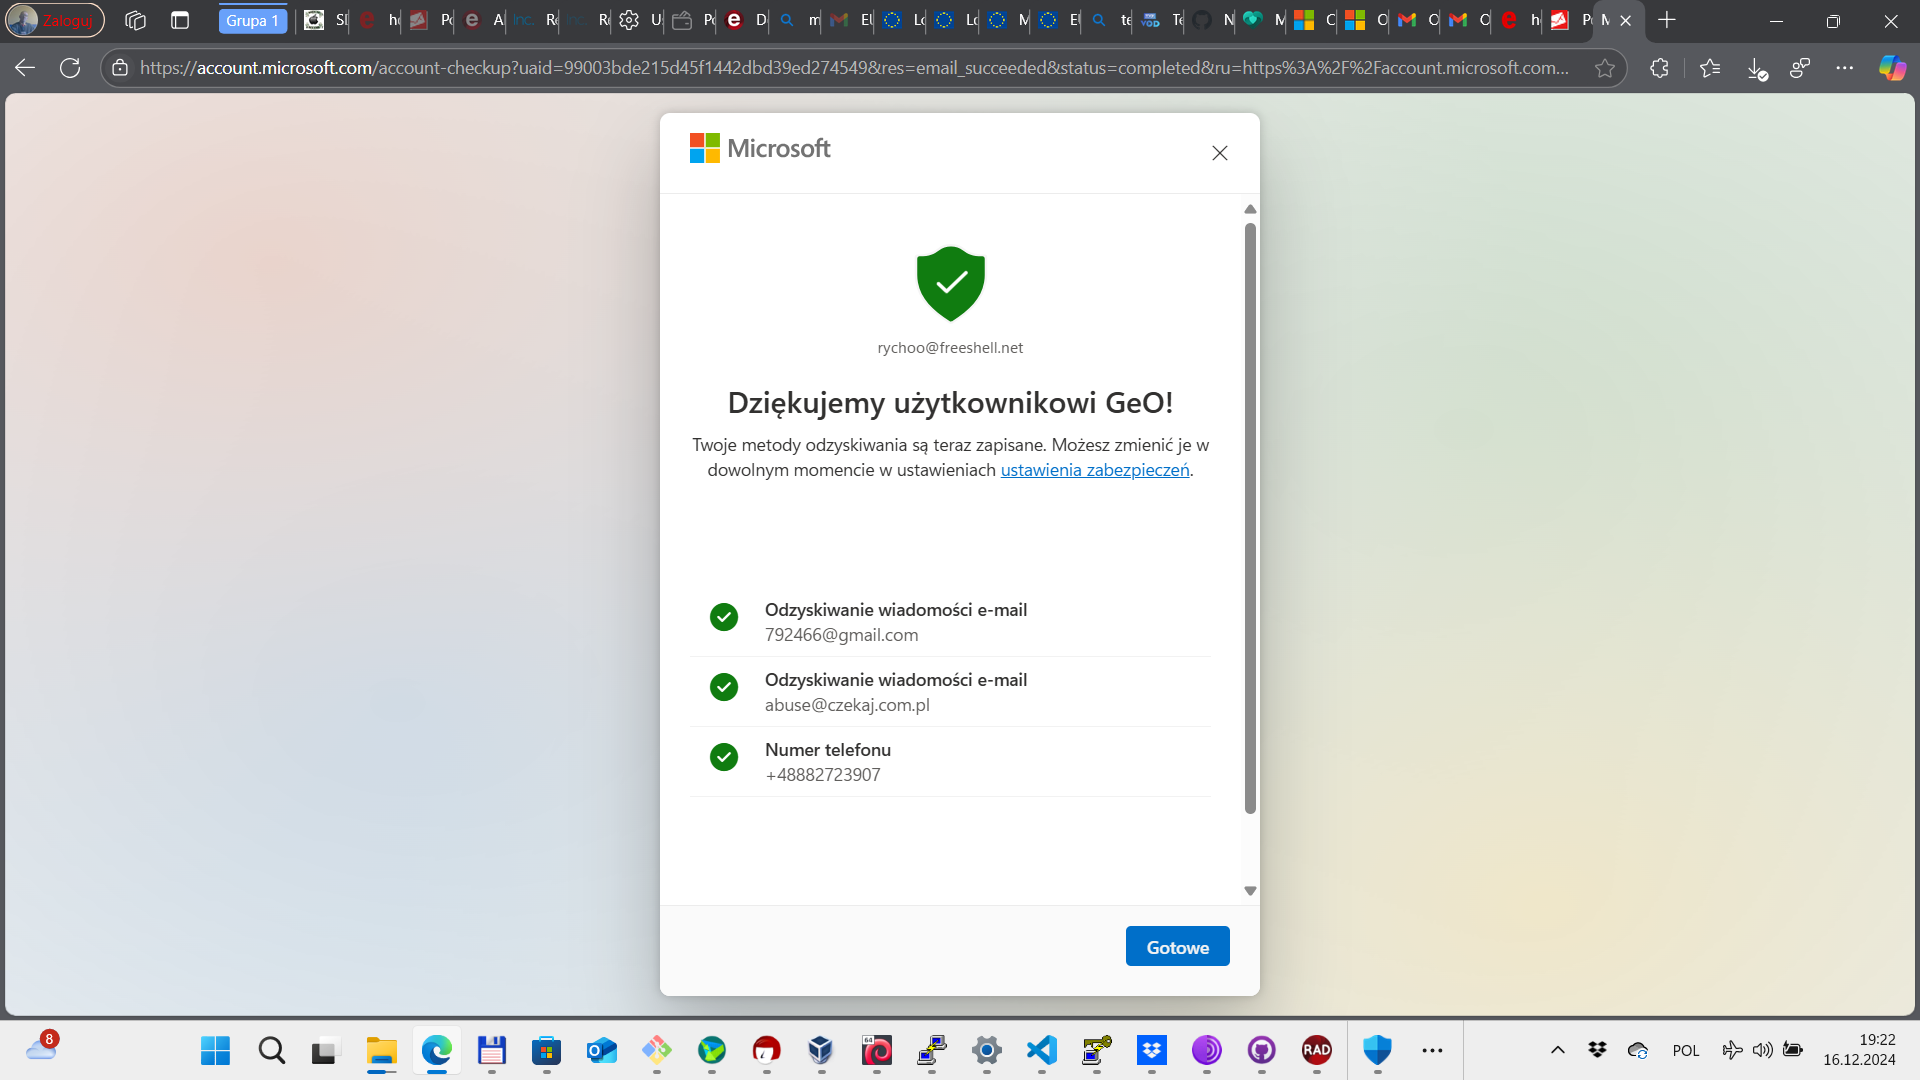 Zaloguj
Grupa 1
https://account.microsoft.com/account-checkup?uaid=99003bde215d45f1442dbd39ed274549&res=email_succeeded&status=completed&ru=https%3A%2F%2Faccount.microsoft.com...
Microsoft
rychoo@freeshell.net
Dziękujemy użytkownikowi GeO!
Twoje metody odzyskiwania są teraz zapisane. Możesz zmienić je w
dowolnym momencie w ustawieniach ustawienia zabezpieczeń.
Odzyskiwanie wiadomości e-mail
792466@gmail.com
Odzyskiwanie wiadomości e-mail
abuse@czekaj.com.pl
Numer telefonu
+48882723907
Gotowe
8
64
RAD
POL
19:22
16.12.2024